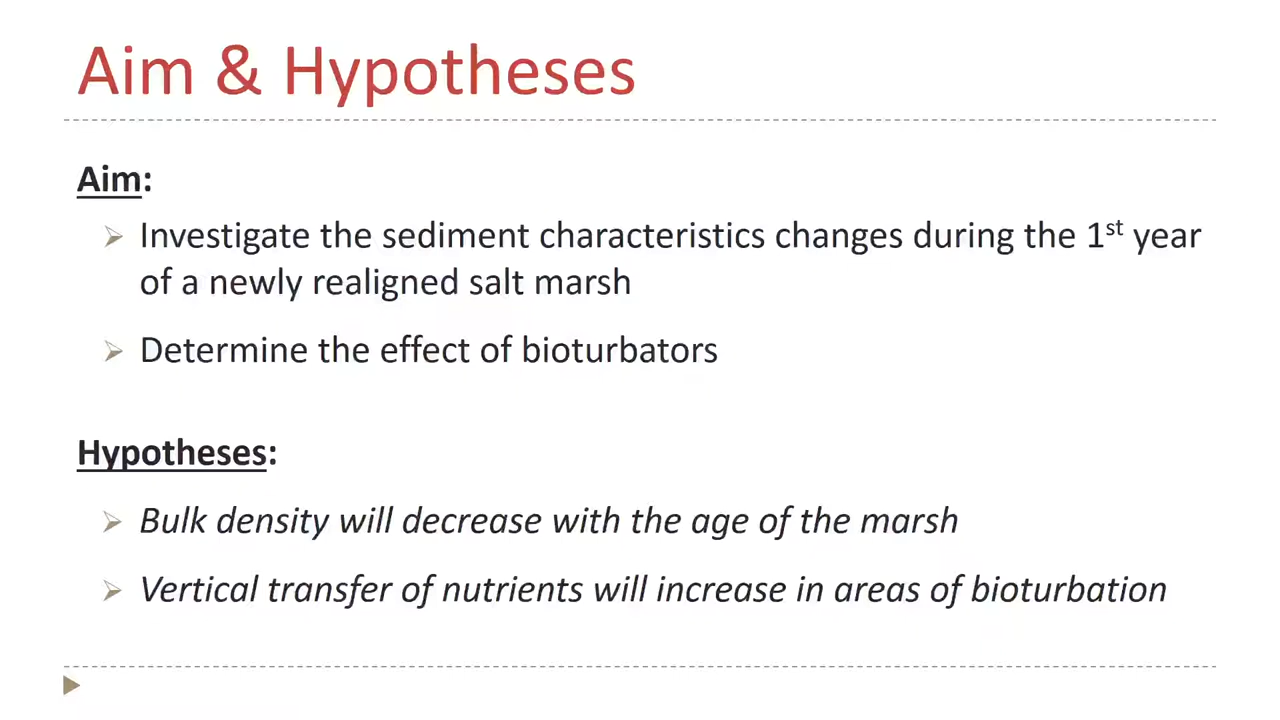 Aim & Hypotheses
Aim:
Investigate the sediment characteristics changes during the 1st year
of a newly realigned salt marsh
Determine the effect of bioturbators
Hypotheses:
Bulk density will decrease with the age of the marsh
Vertical transfer of nutrients will increase in areas of bioturbation